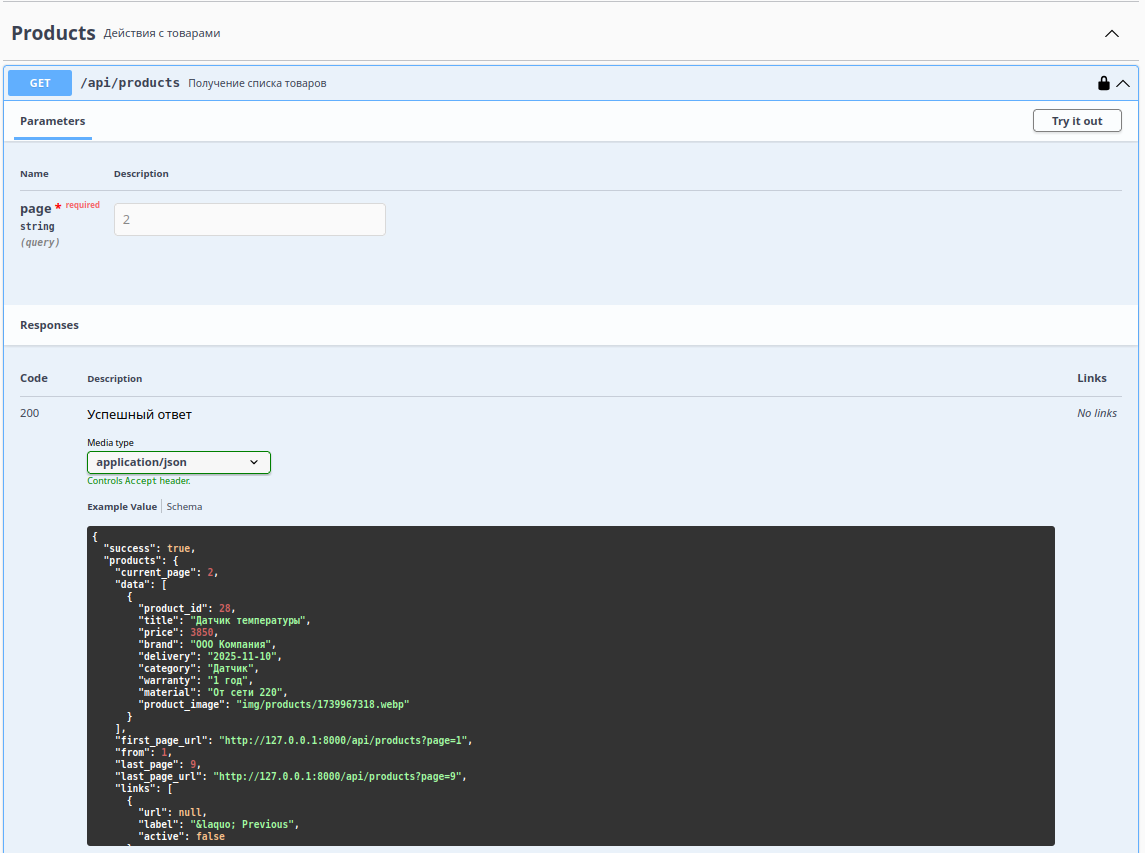 Products Действия с товарами
GET /api/products Получение списка товаров
Parameters Try it out
Name Description
page * required
string
(query)
2
Responses
Code Description Links
200 Успешный ответ No links
Media type
application/json
Controls Accept header.
Example Value Schema
{
"success": true,
"products": {
"current_page": 2,
"data": [
{
"product_id": 28,
"title": "Датчик температуры",
"price": 3850,
"brand": "ООО Компания",
"delivery": "2025-11-10",
"category": "Датчик",
"warranty": "1 год",
"material": "От сети 220",
"product_image": "img/products/1739967318.webp"
}
],
"first_page_url": "http://127.0.0.1:8000/api/products?page=1",
"from": 1,
"last_page": 9,
"last_page_url": "http://127.0.0.1:8000/api/products?page=9",
"links": [
{
"url": null,
"label": "&laquo; Previous",
"active": false
}